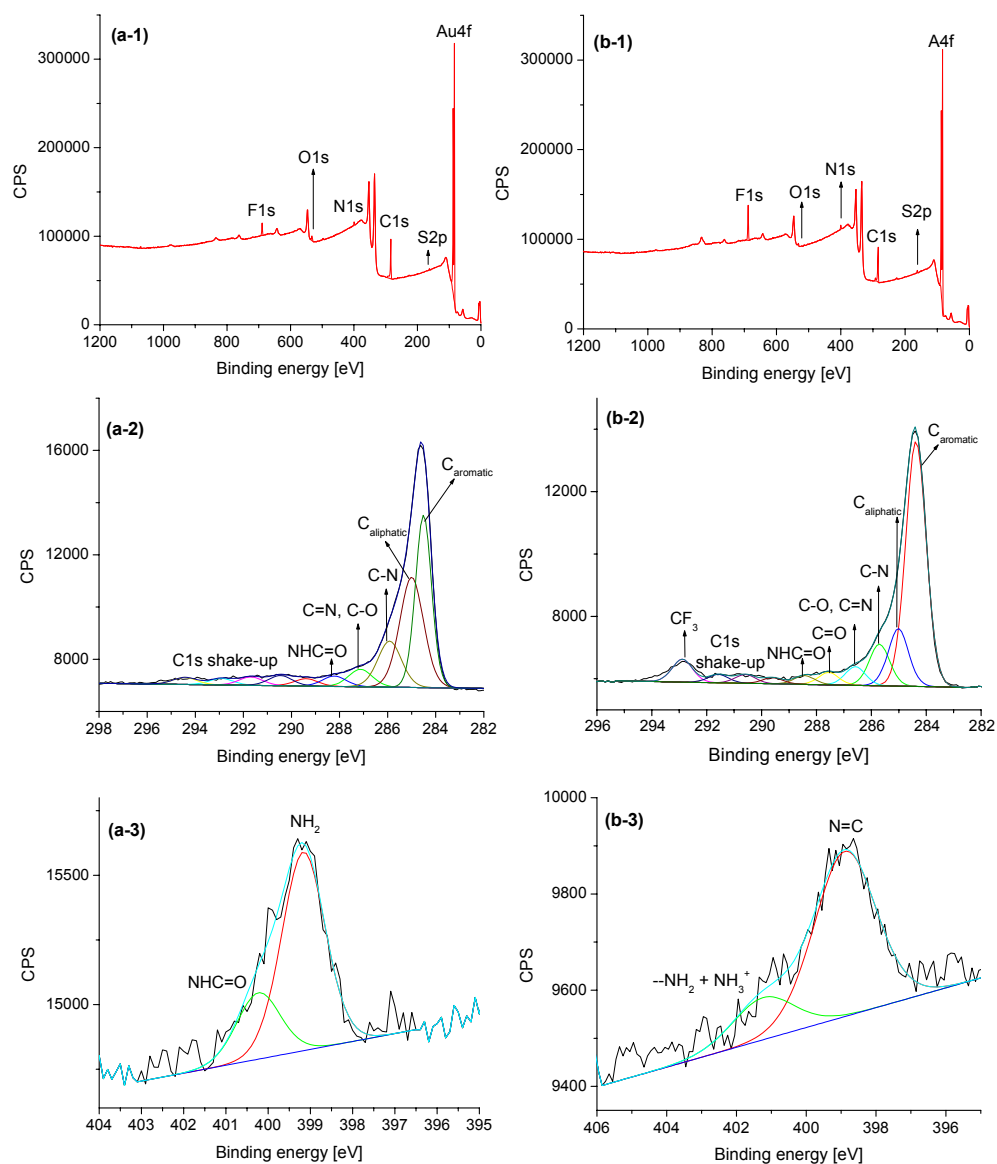 (a-1)
Au4f
O1s
F1s
N1s
C1s
S2p
300000
200000
100000
0
CPS
1200 1000 800 600 400 200 0
Binding energy [eV]
(b-1)
A4f
N1s
O1s
F1s
S2p
C1s
300000
200000
100000
0
CPS
1200 1000 800 600 400 200 0
Binding energy [eV]
(a-2)
C aromatic
C aliphatic
C-N
C=N, C-O
NHC=O
C1s shake-up
16000
12000
8000
CPS
298 296 294 292 290 288 286 284 282
Binding energy [eV]
(b-2)
C aromatic
C aliphatic
C-N
C-O, C=N
C=O
NHC=O
C1s
shake-up
CF3
12000
8000
CPS
296 294 292 290 288 286 284 282
Binding energy [eV]
(a-3)
NH2
NHC=O
15500
15000
CPS
404 403 402 401 400 399 398 397 396 395
Binding energy [eV]
(b-3)
N=C
--NH2 + NH3+
10000
9800
9600
9400
CPS
406 404 402 400 398 396
Binding energy [eV]